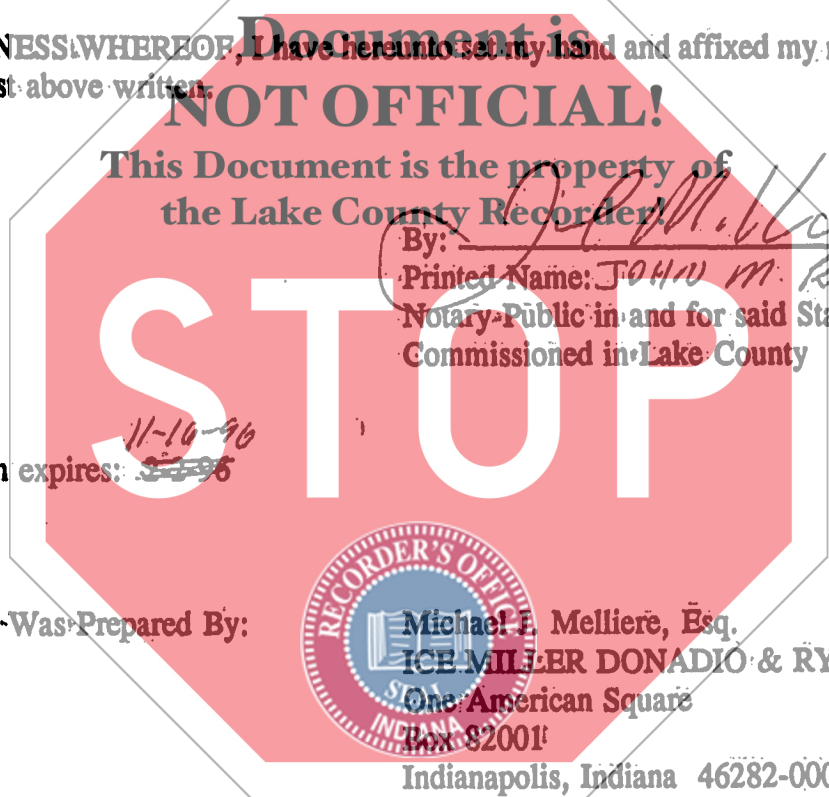 Document is
NESS WHEREOF, I have hereunto set my hand and affixed my
st above written.
NOT OFFICIAL!
This Document is the property of
the Lake County Recorder!
By:
Printed Name: JOHN M.
Notary Public in and for said Sta
Commissioned in Lake County
STOP
11-16-96
n expires:
RECORDER'S OFFICE
SEAL
INDIANA
Was Prepared By:
Michael J. Melliere, Esq.
ICE MILLER DONADIO & RY
One American Square
Box 82001
Indianapolis, Indiana 46282-000